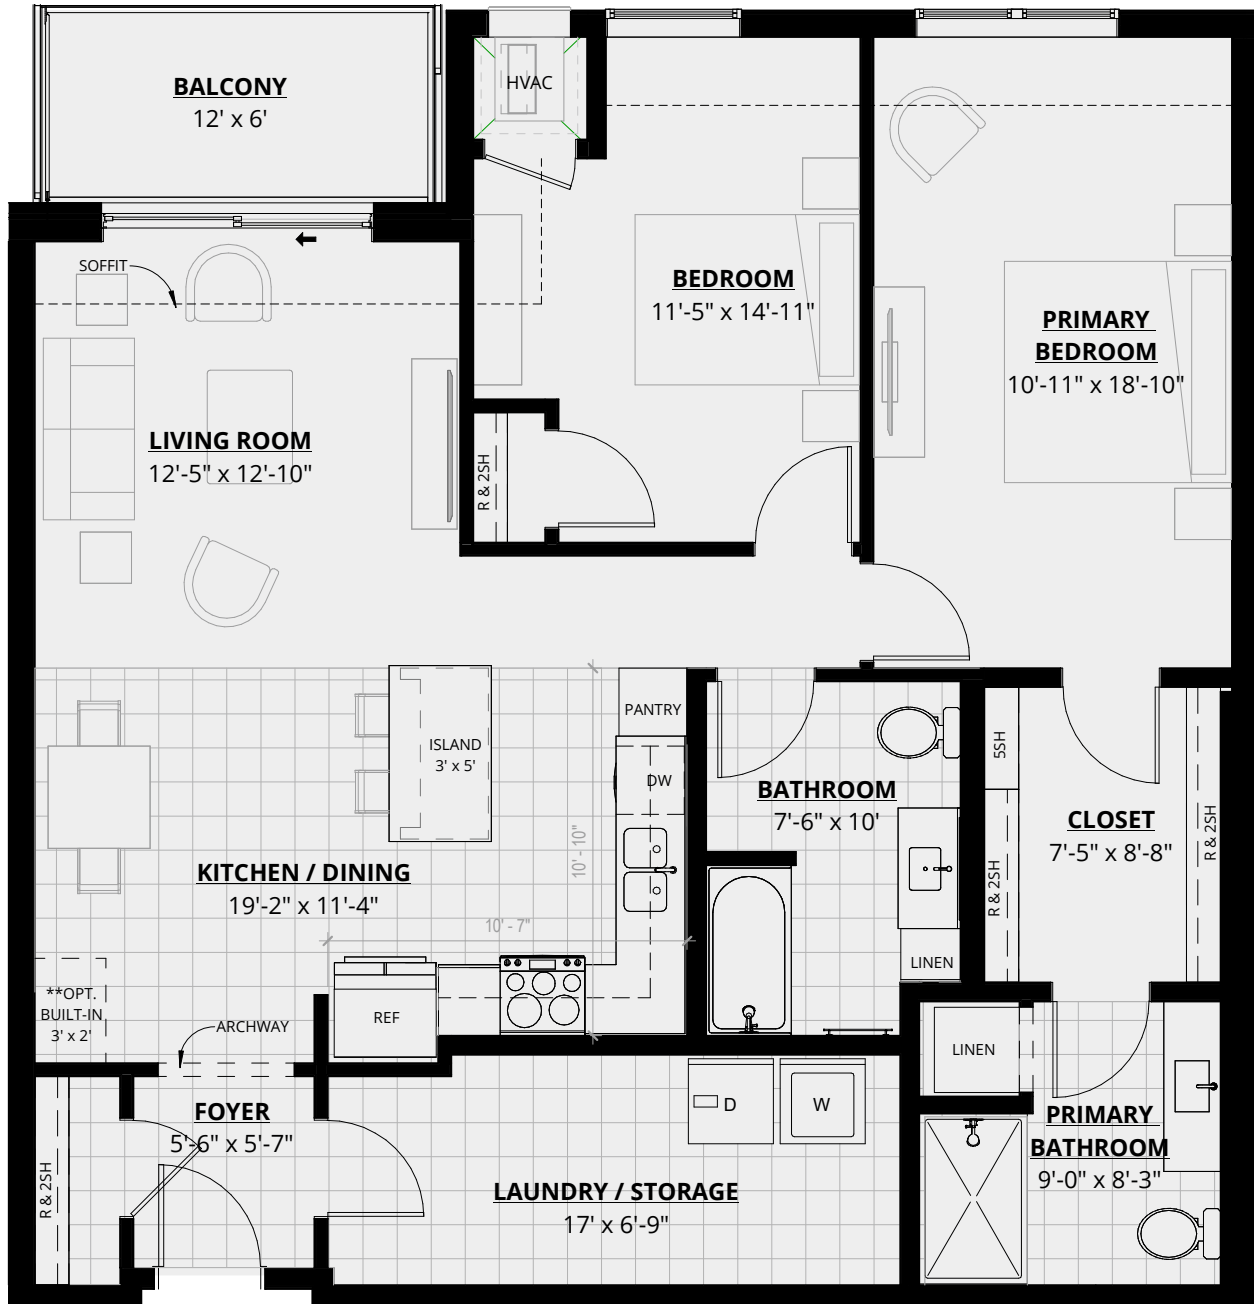 BALCONY
12' x 6'
HVAC
SOFFIT
BEDROOM
11'-5" x 14'-11"
PRIMARY
BEDROOM
10'-11" x 18'-10"
LIVING ROOM
12'-5" x 12'-10"
R & 2SH
PANTRY
ISLAND
3' x 5'
DW
5SH
BATHROOM
7'-6" x 10'
CLOSET
7'-5" x 8'-8"
R & 2SH
R & 2SH
10' - 10"
KITCHEN / DINING
19'-2" x 11'-4"
10' - 7"
LINEN
**OPT.
BUILT-IN
3' x 2'
ARCHWAY
REF
LINEN
FOYER
5'-6" x 5'-7"
D
W
PRIMARY
BATHROOM
9'-0" x 8'-3"
R & 2SH
LAUNDRY / STORAGE
17' x 6'-9"